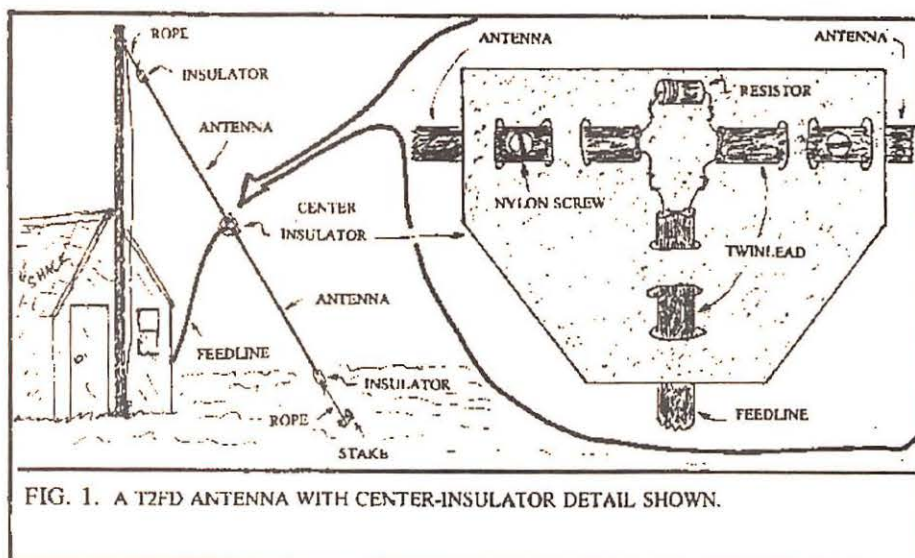 ROPE
INSULATOR
ANTENNA
CENTER
INSULATOR
ANTENNA
FEEDLINE
INSULATOR
ROPE
STAKE
SHACK
ANTENNA
ANTENNA
RESISTOR
NYLON SCREW
TWINLEAD
FEEDLINE
FIG. 1. A T2FD ANTENNA WITH CENTER-INSULATOR DETAIL SHOWN.